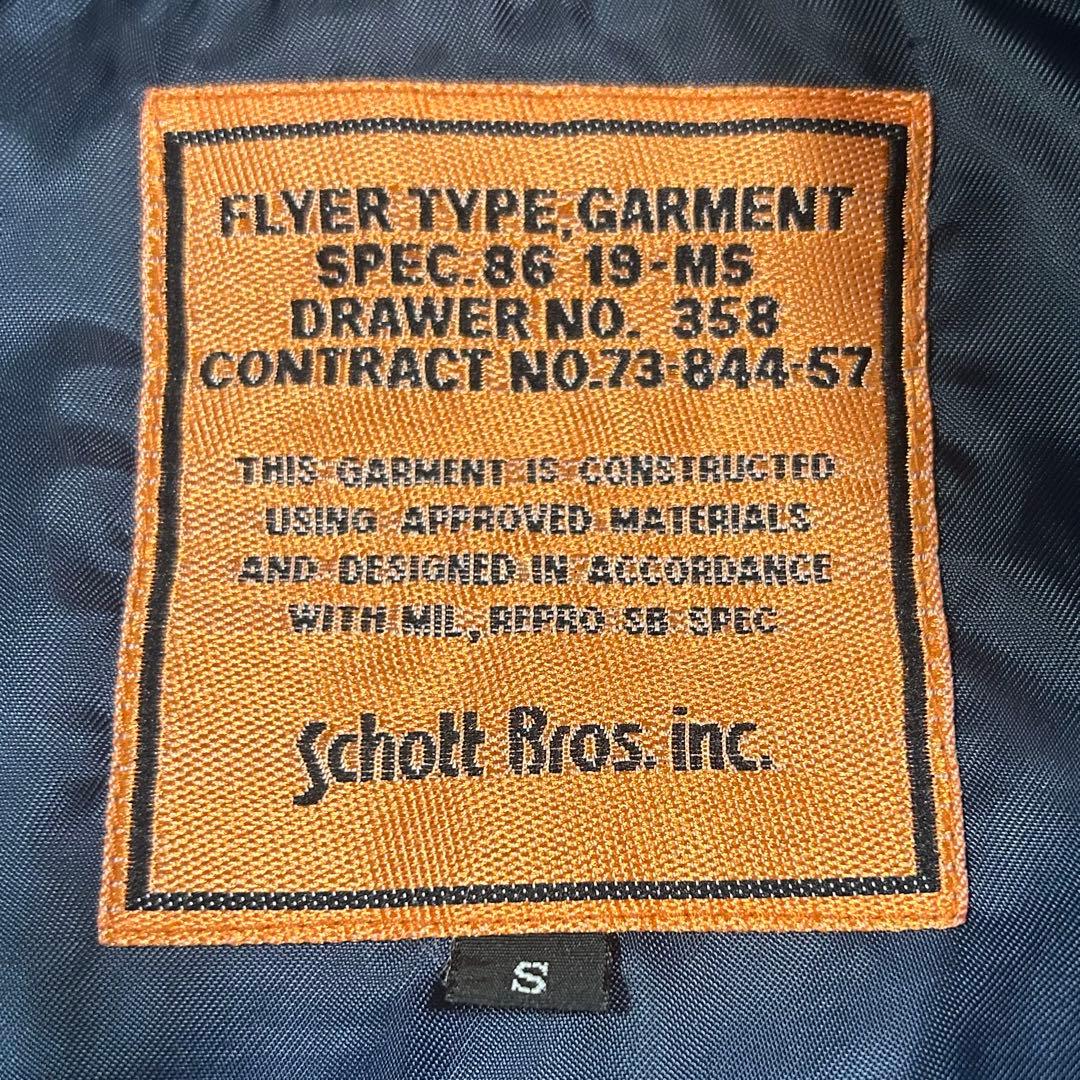 FLYER TYPE, GARMENT
SPEC. 86 19-MS
DRAWER NO. 358
CONTRACT NO. 73-844-57
THIS GARMENT IS CONSTRUCTED
USING APPROVED MATERIALS
AND DESIGNED IN ACCORDANCE
WITH MIL, REPRO SB SPEC
Schott Bros. inc.
S